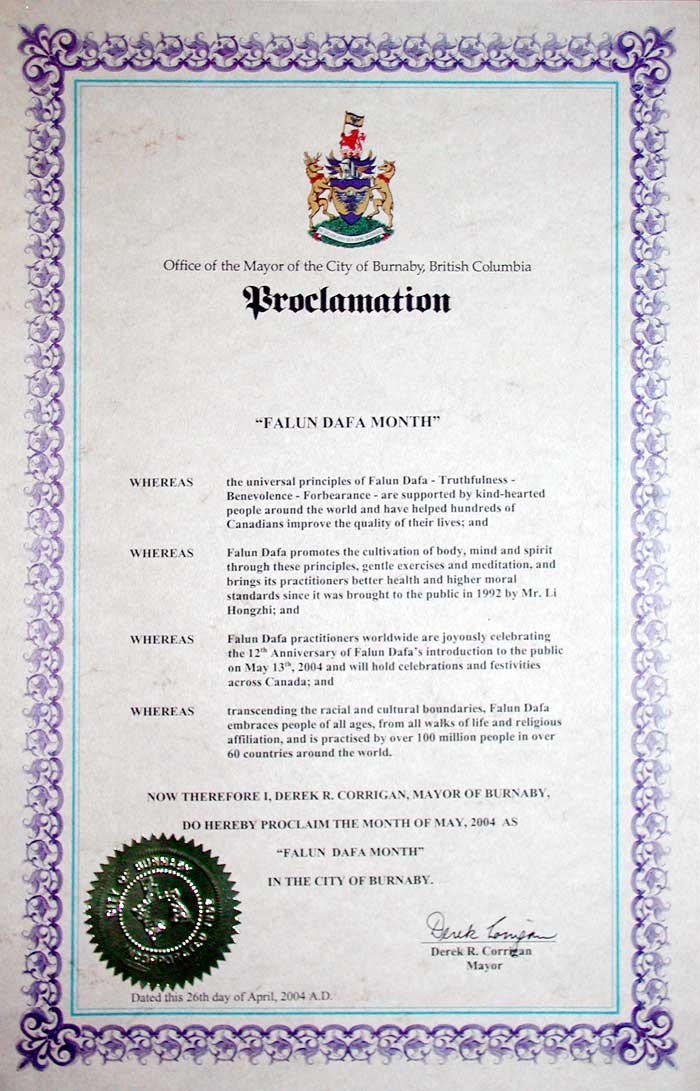 Office of the Mayor of the City of Burnaby, British Columbia
Proclamation
“FALUN DAFA MONTH”
WHEREAS the universal principles of Falun Dafa - Truthfulness -
Benevolence - Forbearance - are supported by kind-hearted
people around the world and have helped hundreds of
Canadians improve the quality of their lives; and
WHEREAS Falun Dafa promotes the cultivation of body, mind and spirit
through these principles, gentle exercises and meditation, and
brings its practitioners better health and higher moral
standards since it was brought to the public in 1992 by Mr. Li
Hongzhi; and
WHEREAS Falun Dafa practitioners worldwide are joyously celebrating
the 12th Anniversary of Falun Dafa’s introduction to the public
on May 13th, 2004 and will hold celebrations and festivities
across Canada; and
WHEREAS transcending the racial and cultural boundaries, Falun Dafa
embraces people of all ages, from all walks of life and religious
affiliation, and is practised by over 100 million people in over
60 countries around the world.
NOW THEREFORE I, DEREK R. CORRIGAN, MAYOR OF BURNABY,
DO HEREBY PROCLAIM THE MONTH OF MAY, 2004 AS
“FALUN DAFA MONTH”
IN THE CITY OF BURNABY.
CITY OF BURNABY
INCORPORATED
Derek Corrigan
Derek R. Corrigan
Mayor
Dated this 26th day of April, 2004 A.D.